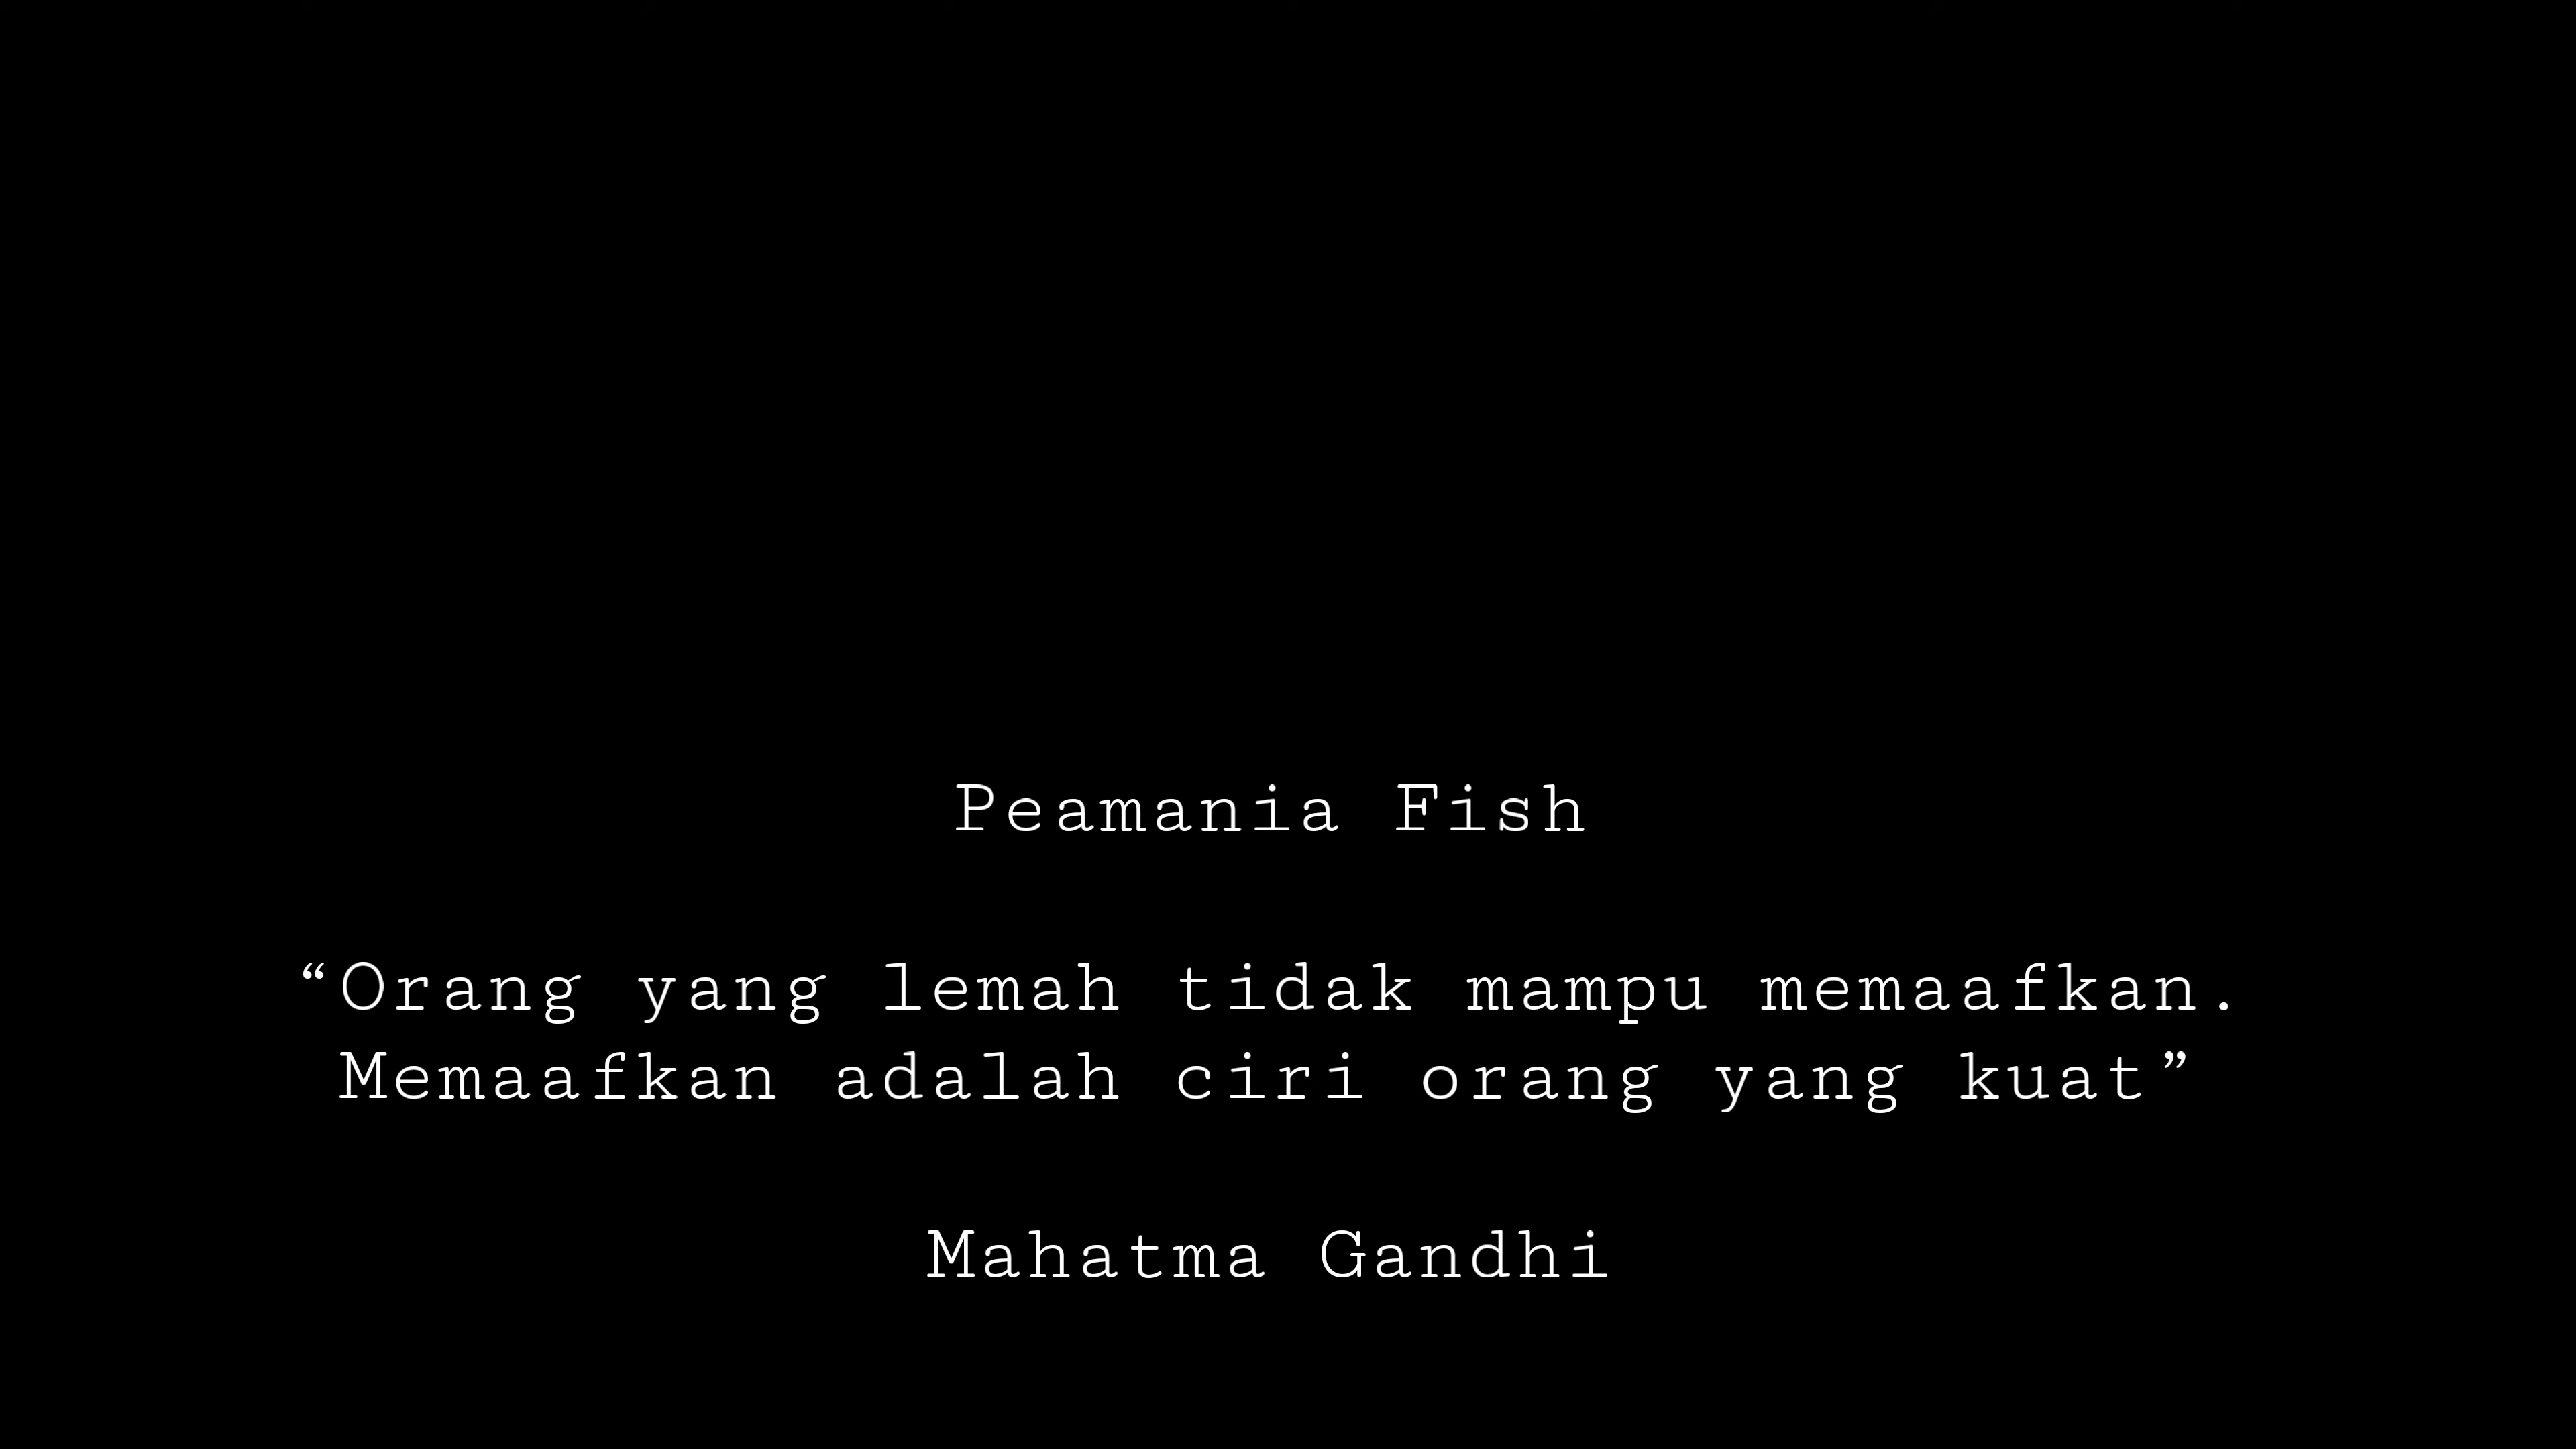 Peamania Fish
“Orang yang lemah tidak mampu memaafkan.
Memaafkan adalah ciri orang yang kuat”
Mahatma Gandhi